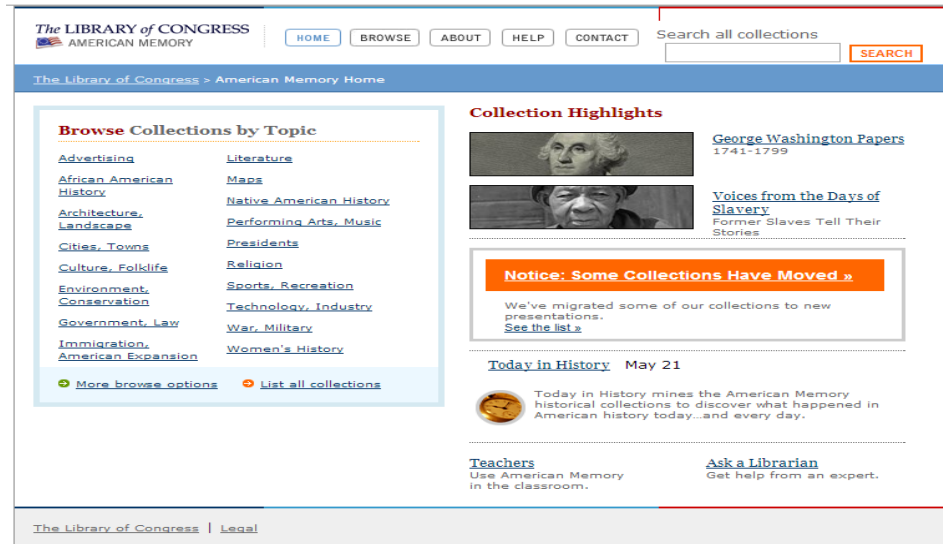 The LIBRARY of CONGRESS
AMERICAN MEMORY
HOME
BROWSE
ABOUT
HELP
CONTACT
Search all collections
SEARCH
The Library of Congress > American Memory Home
Browse Collections by Topic
Advertising
African American
History
Architecture,
Landscape
Cities, Towns
Culture, Folklife
Environment,
Conservation
Government, Law
Immigration,
American Expansion
Literature
Maps
Native American History
Performing Arts, Music
Presidents
Religion
Sports, Recreation
Technology, Industry
War, Military
Women's History
More browse options
List all collections
Collection Highlights
George Washington Papers
1741-1799
Voices from the Days of
Slavery
Former Slaves Tell Their
Stories
Notice: Some Collections Have Moved »
We've migrated some of our collections to new
presentations.
See the list »
Today in History May 21
Today in History mines the American Memory
historical collections to discover what happened in
American history today...and every day.
Teachers
Use American Memory
in the classroom.
Ask a Librarian
Get help from an expert.
The Library of Congress | Legal